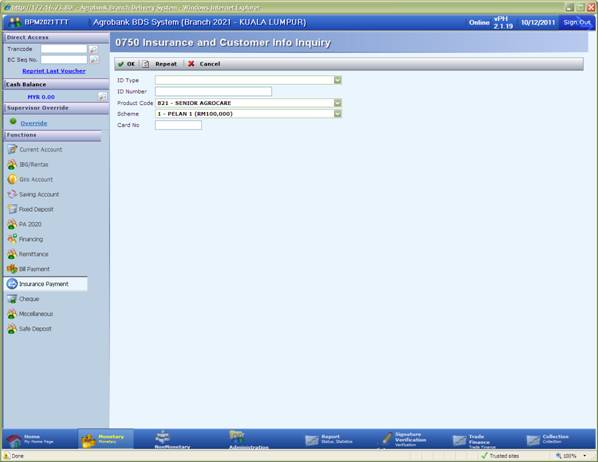 http://172.16.23.80/ - Agrobank Branch Delivery System - Windows Internet Explorer
BPM2021TTT
Agrobank BDS System (Branch 2021 - KUALA LUMPUR)
Online
vPH 2.1.19
10/12/2011
Sign Out
Direct Access
Trancode
EC Seq No.
Reprint Last Voucher
Cash Balance
MYR 0.00
Supervisor Override
Override
Functions
Current Account
IBG/Rentas
Giro Account
Saving Account
Fixed Deposit
PA 2020
Financing
Remittance
Bill Payment
Insurance Payment
Cheque
Miscellaneous
Safe Deposit
0750 Insurance and Customer Info Inquiry
OK Repeat Cancel
ID Type
ID Number
Product Code 821 - SENIOR AGROCARE
Scheme 1 - PELAN 1 (RM100,000)
Card No
Home
My Home Page
Monetary
Monetary
NonMonetary
Administration
Report
Status, Statistics
Signature Verification
Verification
Trade Finance
Trade Finance
Collection
Collection
Done
Trusted sites
100%